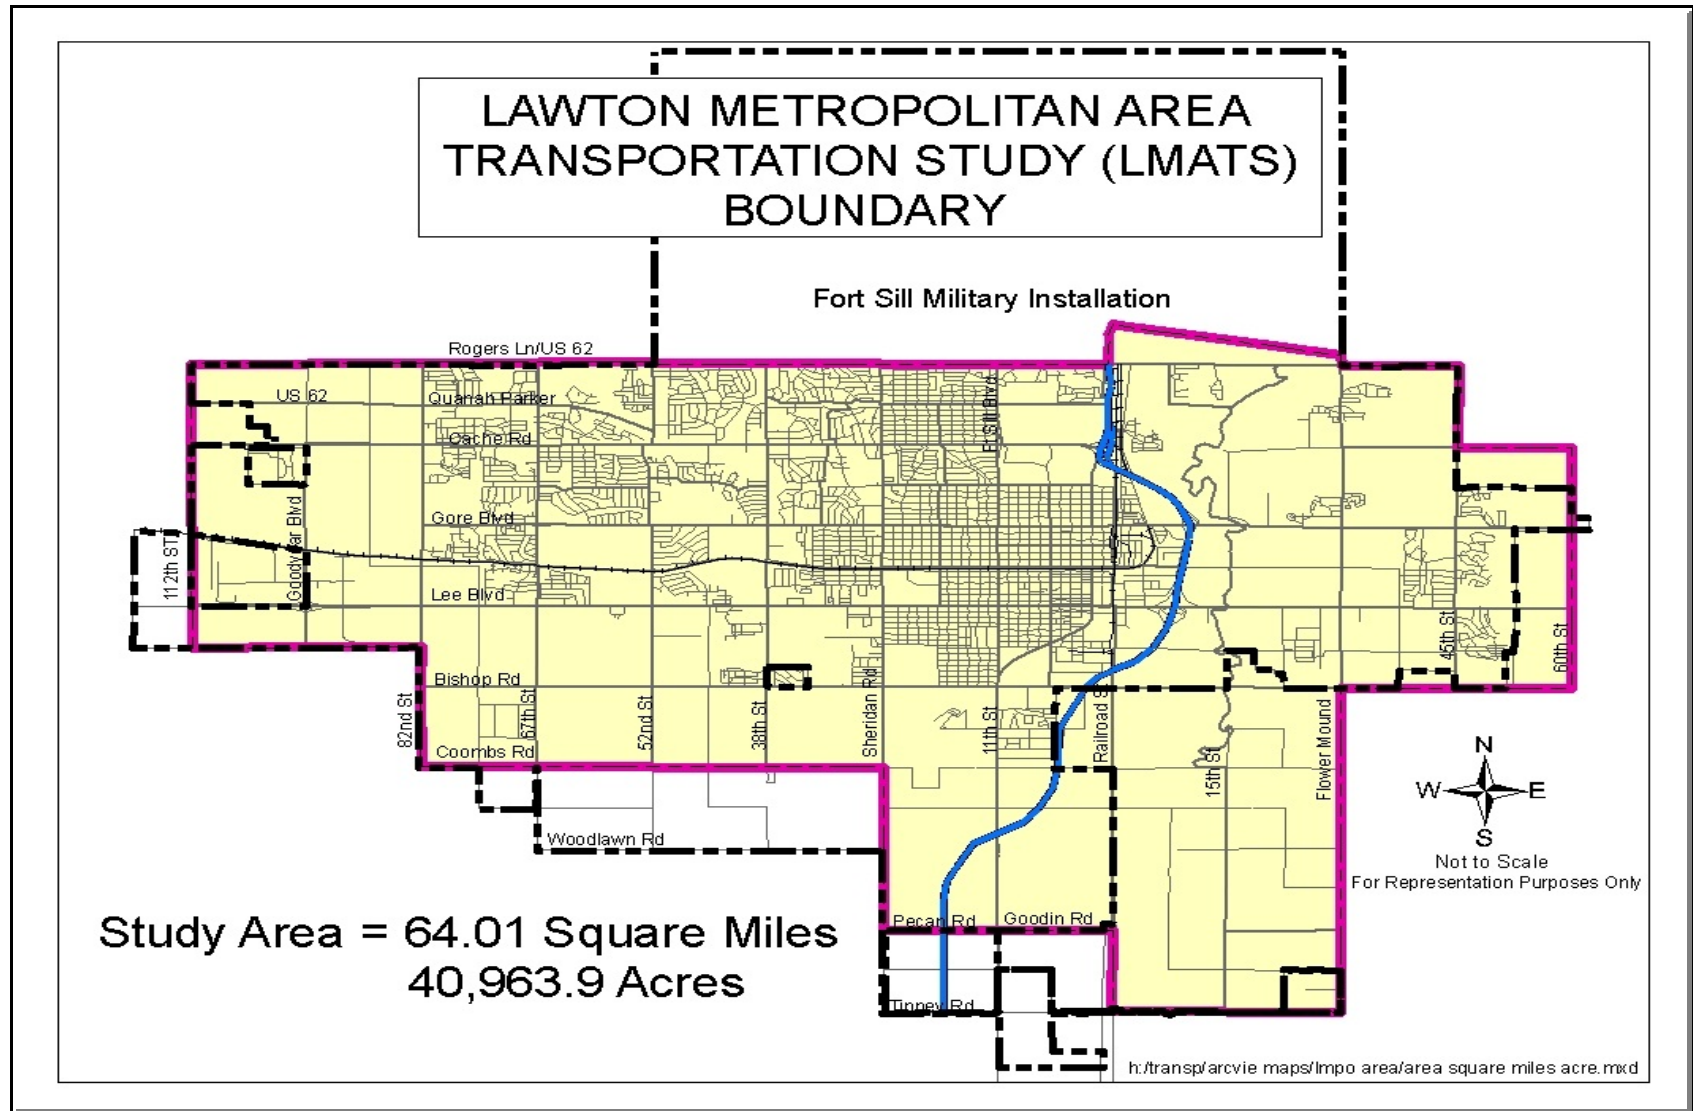 LAWTON METROPOLITAN AREA
TRANSPORTATION STUDY (LMATS)
BOUNDARY
Fort Sill Military Installation
Rogers Ln/US 62
US 62
Quanah Parker
Cache Rd
Ft Sill Blvd
Gore Blvd
Goodyear Blvd
112th ST
Lee Blvd
45th St
60th St
Bishop Rd
82nd St
67th St
52nd St
38th St
Sheridan Rd
11th St
Railroad S
15th St
Flower Mound
Coombs Rd
N
W E
S
Woodlawn Rd
Not to Scale
For Representation Purposes Only
Pecan Rd
Goodin Rd
Study Area = 64.01 Square Miles
40,963.9 Acres
Tinney Rd
h:/transp/arcvie maps/lmpo area/area square miles acre.mxd